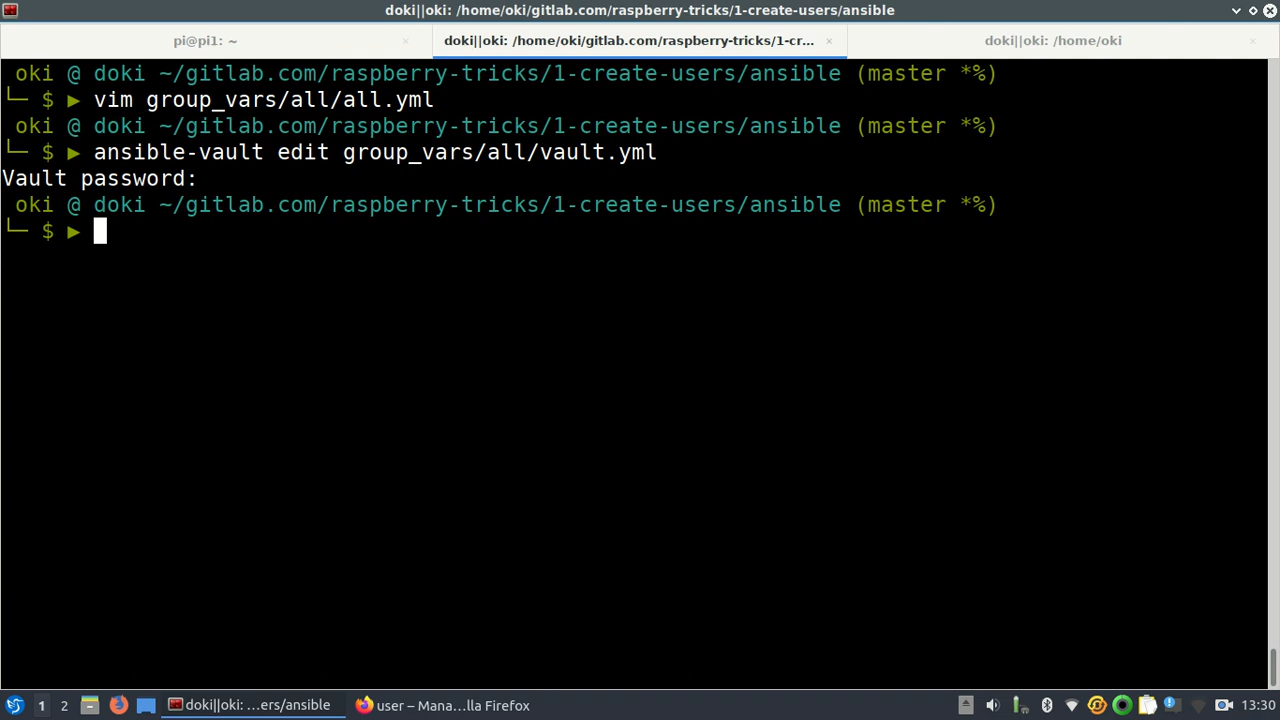 doki||oki: /home/oki/gitlab.com/raspberry-tricks/1-create-users/ansible
pi@pi1: ~
doki||oki: /home/oki/gitlab.com/raspberry-tricks/1-cr...
doki||oki: /home/oki
oki @ doki ~/gitlab.com/raspberry-tricks/1-create-users/ansible (master *%)
└─ $ ▶ vim group_vars/all/all.yml
oki @ doki ~/gitlab.com/raspberry-tricks/1-create-users/ansible (master *%)
└─ $ ▶ ansible-vault edit group_vars/all/vault.yml
Vault password:
oki @ doki ~/gitlab.com/raspberry-tricks/1-create-users/ansible (master *%)
└─ $ ▶
1 2 doki||oki: ...ers/ansible user – Mana...lla Firefox 13:30